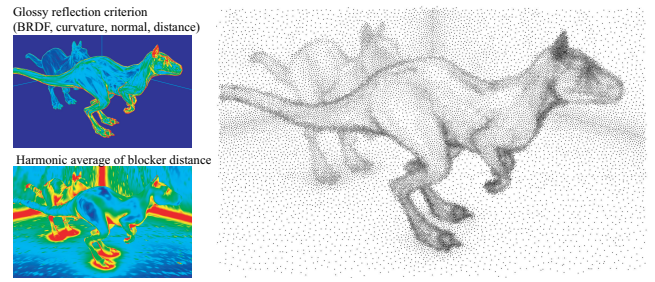 Glossy reflection criterion
(BRDF, curvature, normal, distance)
Harmonic average of blocker distance